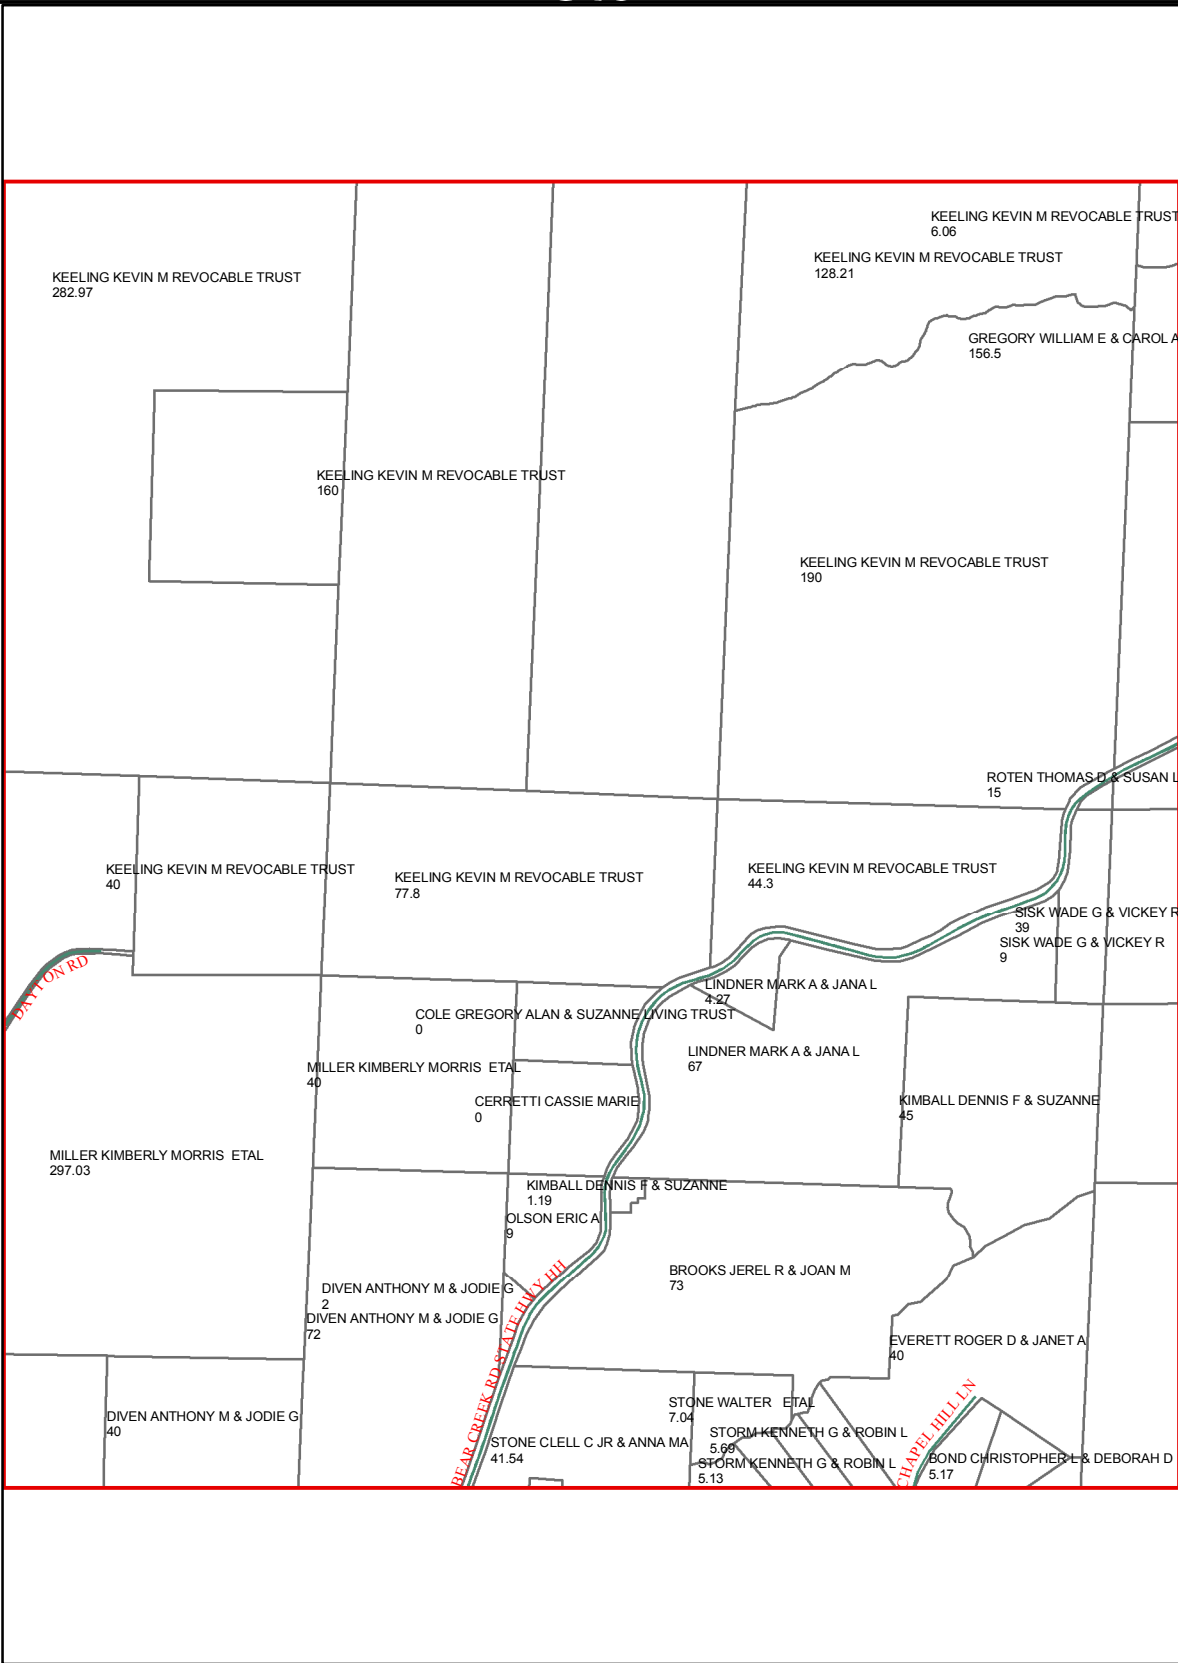 KEELING KEVIN M REVOCABLE TRUST
6.06
KEELING KEVIN M REVOCABLE TRUST
128.21
KEELING KEVIN M REVOCABLE TRUST
282.97
GREGORY WILLIAM E & CAROL A
156.5
KEELING KEVIN M REVOCABLE TRUST
160
KEELING KEVIN M REVOCABLE TRUST
190
ROTEN THOMAS D & SUSAN L
15
KEELING KEVIN M REVOCABLE TRUST
40
KEELING KEVIN M REVOCABLE TRUST
77.8
KEELING KEVIN M REVOCABLE TRUST
44.3
SISK WADE G & VICKEY R
39
SISK WADE G & VICKEY R
9
DAYTON RD
LINDNER MARK A & JANA L
4.27
COLE GREGORY ALAN & SUZANNE LIVING TRUST
0
LINDNER MARK A & JANA L
67
MILLER KIMBERLY MORRIS ETAL
40
CERRETTI CASSIE MARIE
0
KIMBALL DENNIS F & SUZANNE
45
MILLER KIMBERLY MORRIS ETAL
297.03
KIMBALL DENNIS F & SUZANNE
1.19
OLSON ERIC A
9
BROOKS JEREL R & JOAN M
73
DIVEN ANTHONY M & JODIE G
2
DIVEN ANTHONY M & JODIE G
72
BEAR CREEK RD STATE HWY HH
EVERETT ROGER D & JANET A
40
DIVEN ANTHONY M & JODIE G
40
STONE WALTER ETAL
7.04
STORM KENNETH G & ROBIN L
5.69
STONE CLELL C JR & ANNA MA
41.54
STORM KENNETH G & ROBIN L
5.13
CHAPEL HILL LN
BOND CHRISTOPHER L & DEBORAH D
5.17